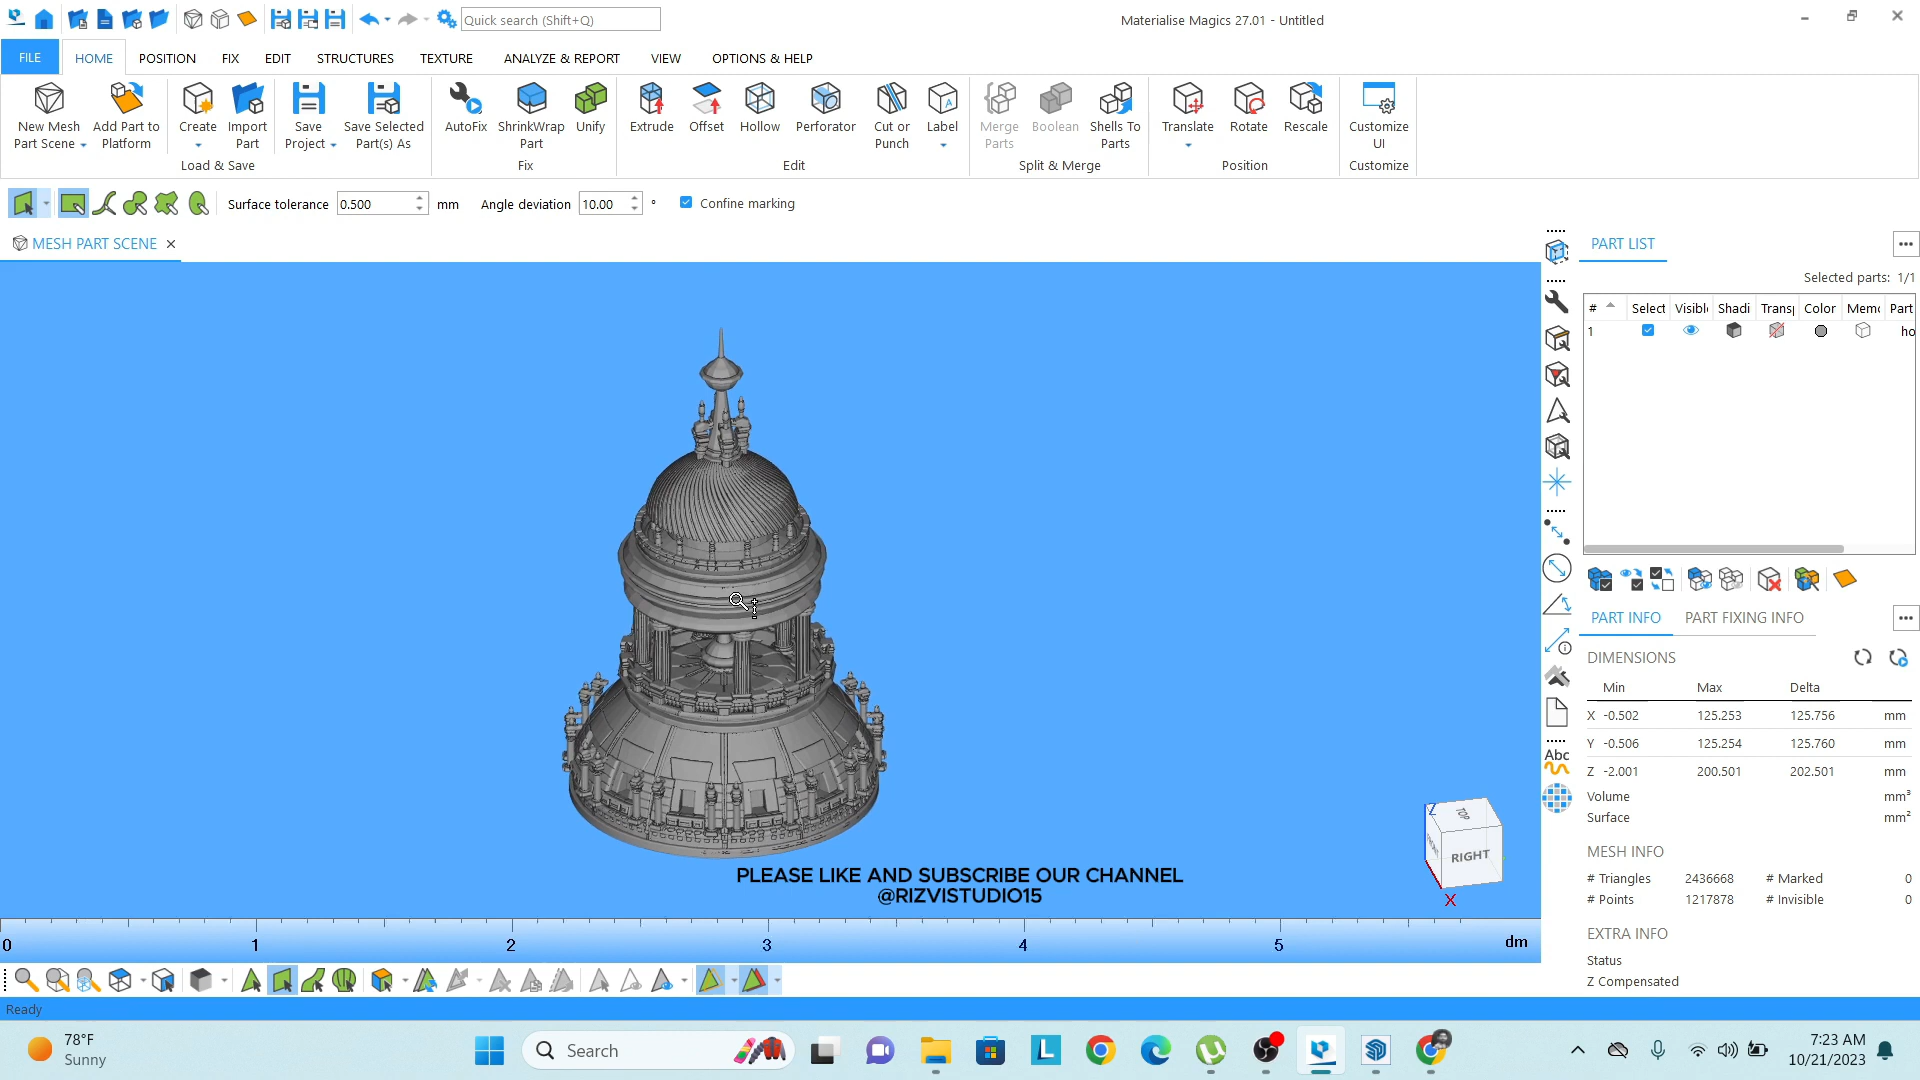 Quick search (Shift+Q)
Materialise Magics 27.01 - Untitled
FILE HOME POSITION FIX EDIT STRUCTURES TEXTURE ANALYZE & REPORT VIEW OPTIONS & HELP
New Mesh Part Scene
Add Part to Platform
Create
Import Part
Save Project
Save Selected Part(s) As
AutoFix
ShrinkWrap Part
Unify
Extrude
Offset
Hollow
Perforator
Cut or Punch
Label
Merge Parts
Boolean
Shells To Parts
Translate
Rotate
Rescale
Customize UI
Load & Save
Fix
Edit
Split & Merge
Position
Customize
Surface tolerance 0.500 mm Angle deviation 10.00 ° Confine marking
MESH PART SCENE
PART LIST
Selected parts: 1/1
# Select Visibl Shadi Transp Color Mem Part
1 ho
Abc
PART INFO PART FIXING INFO
DIMENSIONS
Min Max Delta
X -0.502 125.253 125.756 mm
Y -0.506 125.254 125.760 mm
Z -2.001 200.501 202.501 mm
Volume mm³
Surface mm²
MESH INFO
# Triangles 2436668 # Marked 0
# Points 1217878 # Invisible 0
EXTRA INFO
Status
Z Compensated
Z
TOP
RIGHT
X
PLEASE LIKE AND SUBSCRIBE OUR CHANNEL
@RIZVISTUDIO15
0 1 2 3 4 5 dm
Ready
78°F
Sunny
Search
7:23 AM
10/21/2023